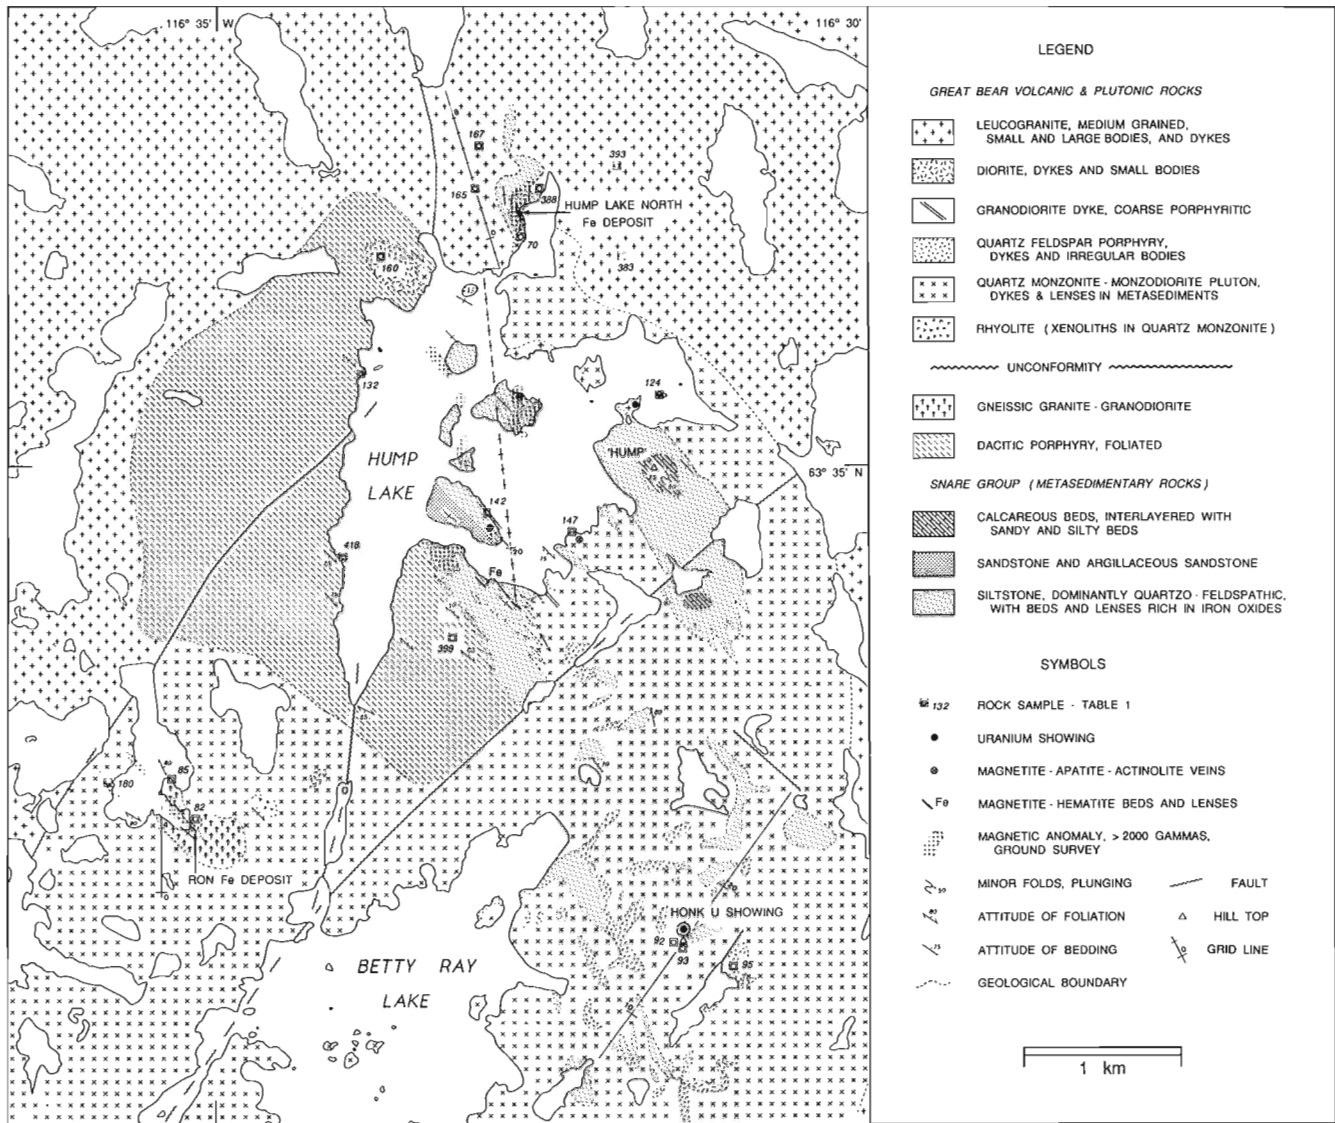 116° 35' W
116° 30'
167
393
165
388
HUMP LAKE NORTH
Fe DEPOSIT
70
160
383
132
124
HUMP
LAKE
'HUMP'
63° 35' N
142
147
418
Fe
399
180
85
82
RON Fe DEPOSIT
HONK U SHOWING
92
93
95
BETTY RAY
LAKE
LEGEND
GREAT BEAR VOLCANIC & PLUTONIC ROCKS
LEUCOGRANITE, MEDIUM GRAINED,
SMALL AND LARGE BODIES, AND DYKES
DIORITE, DYKES AND SMALL BODIES
GRANODIORITE DYKE, COARSE PORPHYRITIC
QUARTZ FELDSPAR PORPHYRY,
DYKES AND IRREGULAR BODIES
QUARTZ MONZONITE - MONZODIORITE PLUTON,
DYKES & LENSES IN METASEDIMENTS
RHYOLITE ( XENOLITHS IN QUARTZ MONZONITE )
UNCONFORMITY
GNEISSIC GRANITE - GRANODIORITE
DACITIC PORPHYRY, FOLIATED
SNARE GROUP ( METASEDIMENTARY ROCKS )
CALCAREOUS BEDS, INTERLAYERED WITH
SANDY AND SILTY BEDS
SANDSTONE AND ARGILLACEOUS SANDSTONE
SILTSTONE, DOMINANTLY QUARTZO - FELDSPATHIC,
WITH BEDS AND LENSES RICH IN IRON OXIDES
SYMBOLS
132 ROCK SAMPLE - TABLE 1
URANIUM SHOWING
MAGNETITE - APATITE - ACTINOLITE VEINS
Fe MAGNETITE - HEMATITE BEDS AND LENSES
MAGNETIC ANOMALY, > 2000 GAMMAS,
GROUND SURVEY
50 MINOR FOLDS, PLUNGING FAULT
80 ATTITUDE OF FOLIATION HILL TOP
75 ATTITUDE OF BEDDING 0 GRID LINE
GEOLOGICAL BOUNDARY
1 km